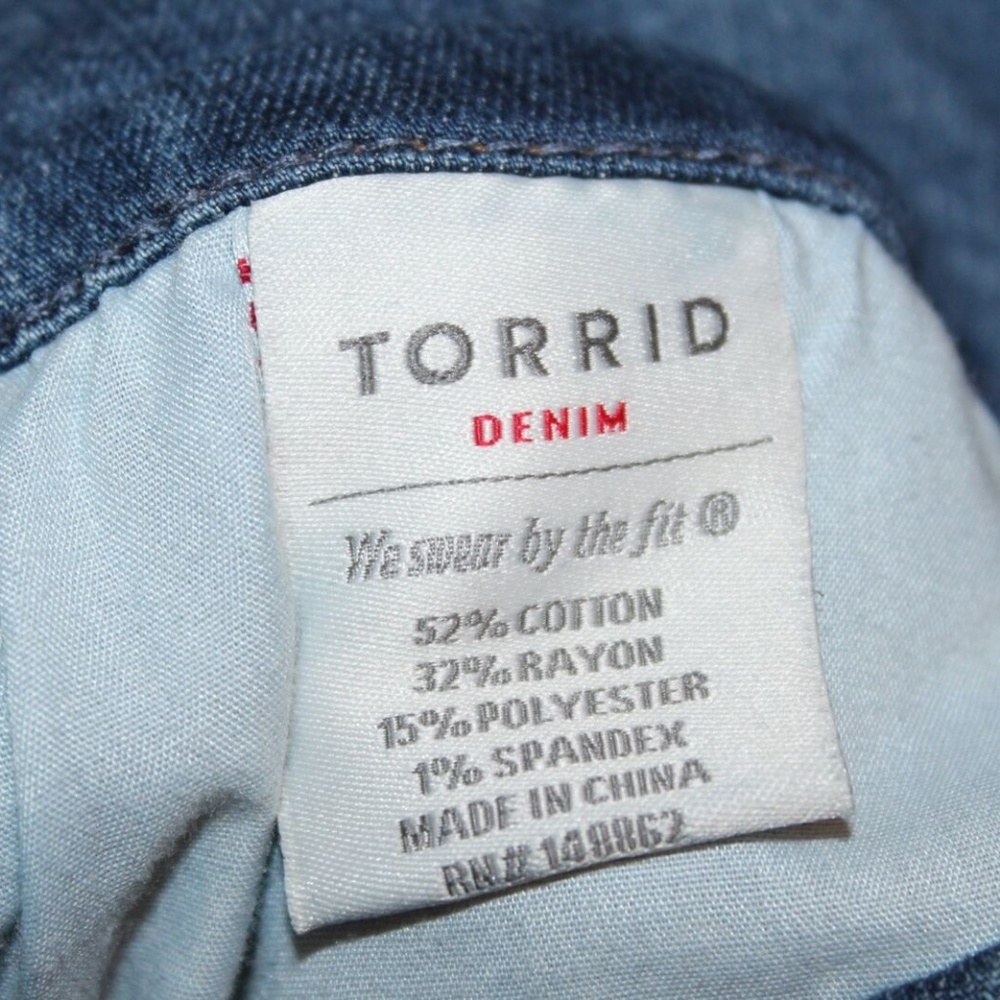 TORRID
DENIM
We swear by the fit ®
52% COTTON
32% RAYON
15% POLYESTER
1% SPANDEX
MADE IN CHINA
RN# 148862